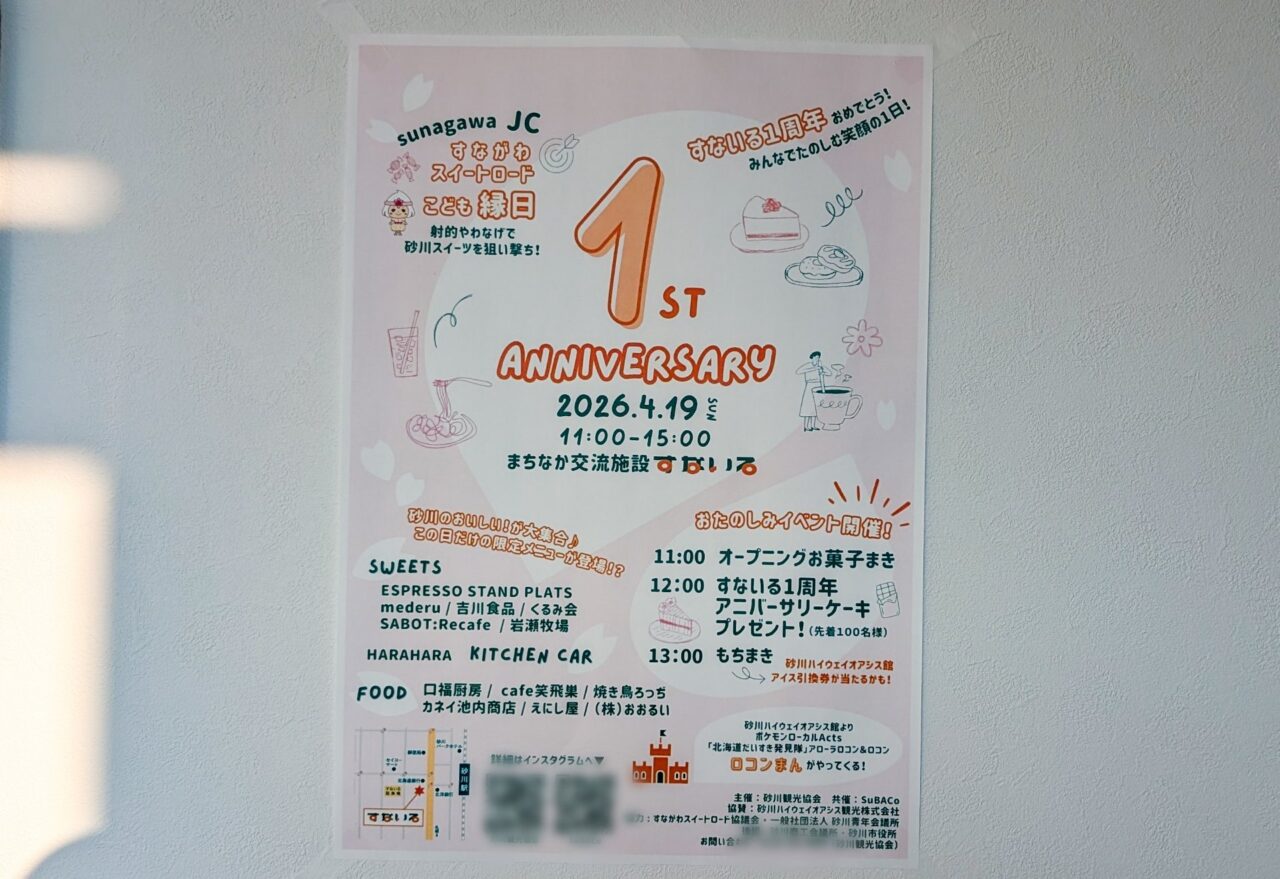 sunagawa JC
すながわ
スイートロード
こども縁日
射的やわなげで
砂川スイーツを狙い撃ち!
すないる1周年 おめでとう!
みんなでたのしむ笑顔の1日!
1ST
ANNIVERSARY
2026.4.19 SUN
11:00-15:00
まちなか交流施設 すないる
砂川のおいしい!が大集合♪
この日だけの限定メニューが登場!?
SWEETS
ESPRESSO STAND PLATS
mederu / 吉川食品 / くるみ会
SABOT:Recafe / 岩瀬牧場
HARAHARA KITCHEN CAR
FOOD
口福厨房 / cafe笑飛巣 / 焼き鳥ろっぢ
カネイ池内商店 / えにし屋 / (株)おおるい
おたのしみイベント開催!
11:00 オープニングお菓子まき
12:00 すないる1周年
アニバーサリーケーキ
プレゼント!(先着100名様)
13:00 もちまき
砂川ハイウェイオアシス館
アイス引換券が当たるかも!
砂川ハイウェイオアシス館より
ポケモンローカルActs
「北海道だいすき発見隊」アローラロコン&ロコン
ロコンまんがやってくる!
砂川駅
すないる
詳細はインスタグラムへ▼
主催:砂川観光協会 共催:SuBACo
協賛:砂川ハイウェイオアシス観光株式会社
力:すながわスイートロード協議会・一般社団法人 砂川青年会議所
商工会議所・砂川市役所
お問い合
砂川観光協会)